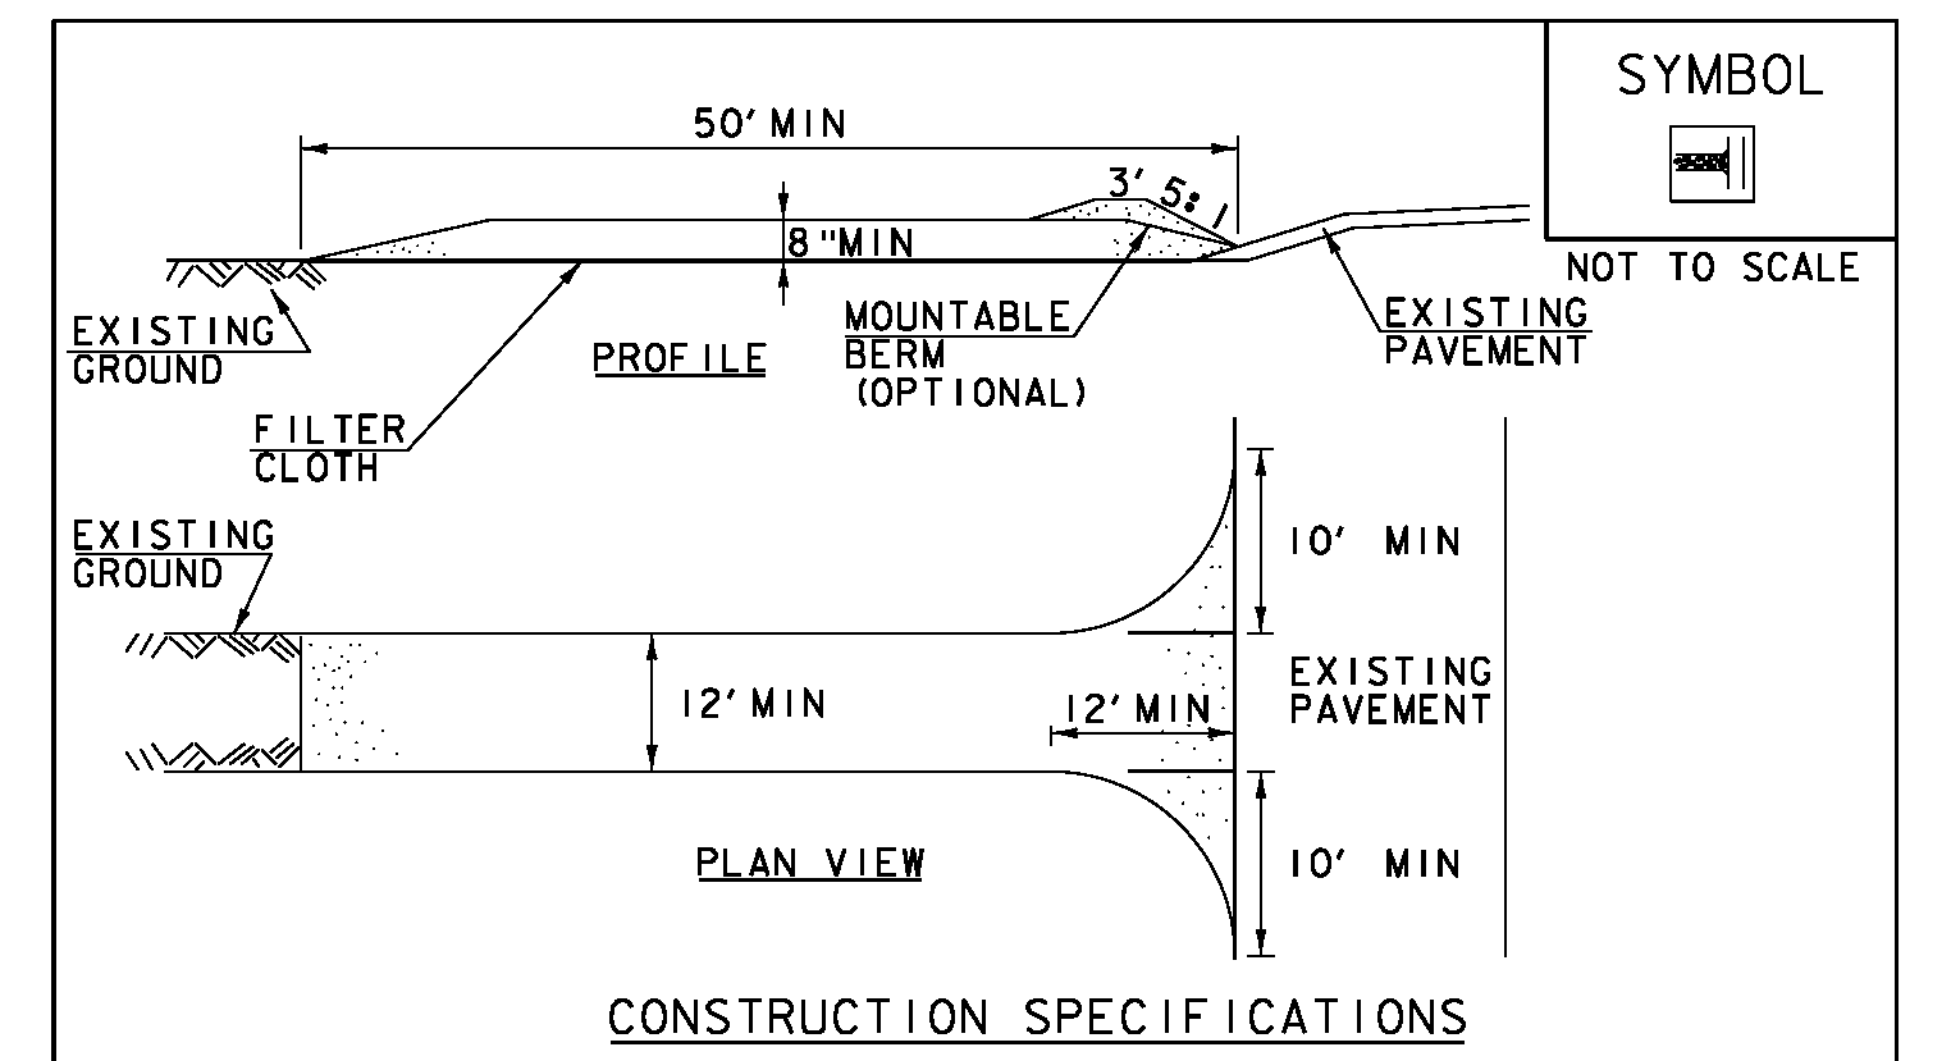 SYMBOL
50' MIN
3' 5:1
8"MIN
NOT TO SCALE
EXISTING
GROUND
PROFILE
MOUNTABLE
BERM
(OPTIONAL)
EXISTING
PAVEMENT
FILTER
CLOTH
EXISTING
GROUND
10' MIN
12' MIN
12' MIN
EXISTING
PAVEMENT
10' MIN
PLAN VIEW
CONSTRUCTION SPECIFICATIONS